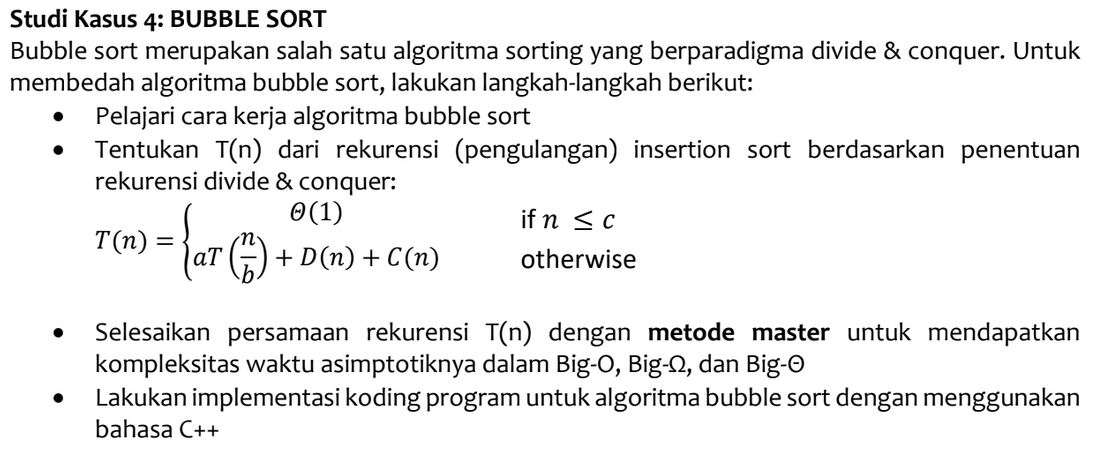 Studi Kasus 4: BUBBLE SORT
Bubble sort merupakan salah satu algoritma sorting yang berparadigma divide & conquer. Untuk
membedah algoritma bubble sort, lakukan langkah-langkah berikut:
• Pelajari cara kerja algoritma bubble sort
• Tentukan T(n) dari rekurensi (pengulangan) insertion sort berdasarkan penentuan
rekurensi divide & conquer:
T(n) = { Θ(1) if n ≤ c
aT(n/b) + D(n) + C(n) otherwise
• Selesaikan persamaan rekurensi T(n) dengan metode master untuk mendapatkan
kompleksitas waktu asimptotiknya dalam Big-O, Big-Ω, dan Big-Θ
• Lakukan implementasi koding program untuk algoritma bubble sort dengan menggunakan
bahasa C++